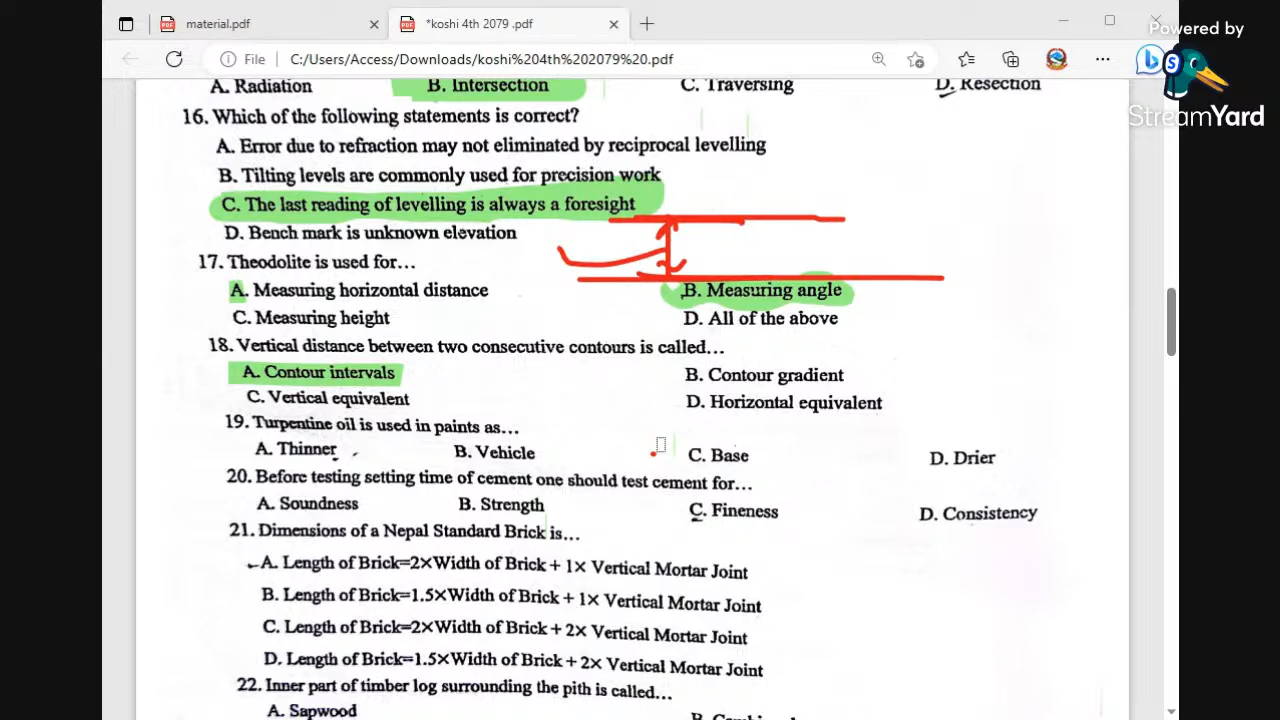 Powered by
StreamYard
material.pdf
*koshi 4th 2079 .pdf
File C:/Users/Access/Downloads/koshi%204th%202079%20.pdf
A. Radiation B. Intersection C. Traversing D. Resection
16. Which of the following statements is correct?
A. Error due to refraction may not eliminated by reciprocal levelling
B. Tilting levels are commonly used for precision work
C. The last reading of levelling is always a foresight
D. Bench mark is unknown elevation
17. Theodolite is used for...
A. Measuring horizontal distance B. Measuring angle
C. Measuring height D. All of the above
18. Vertical distance between two consecutive contours is called...
A. Contour intervals B. Contour gradient
C. Vertical equivalent D. Horizontal equivalent
19. Turpentine oil is used in paints as...
A. Thinner B. Vehicle C. Base D. Drier
20. Before testing setting time of cement one should test cement for...
A. Soundness B. Strength C. Fineness D. Consistency
21. Dimensions of a Nepal Standard Brick is...
A. Length of Brick=2×Width of Brick + 1× Vertical Mortar Joint
B. Length of Brick=1.5×Width of Brick + 1× Vertical Mortar Joint
C. Length of Brick=2×Width of Brick + 2× Vertical Mortar Joint
D. Length of Brick=1.5×Width of Brick + 2× Vertical Mortar Joint
22. Inner part of timber log surrounding the pith is called...
A. Sapwood B.